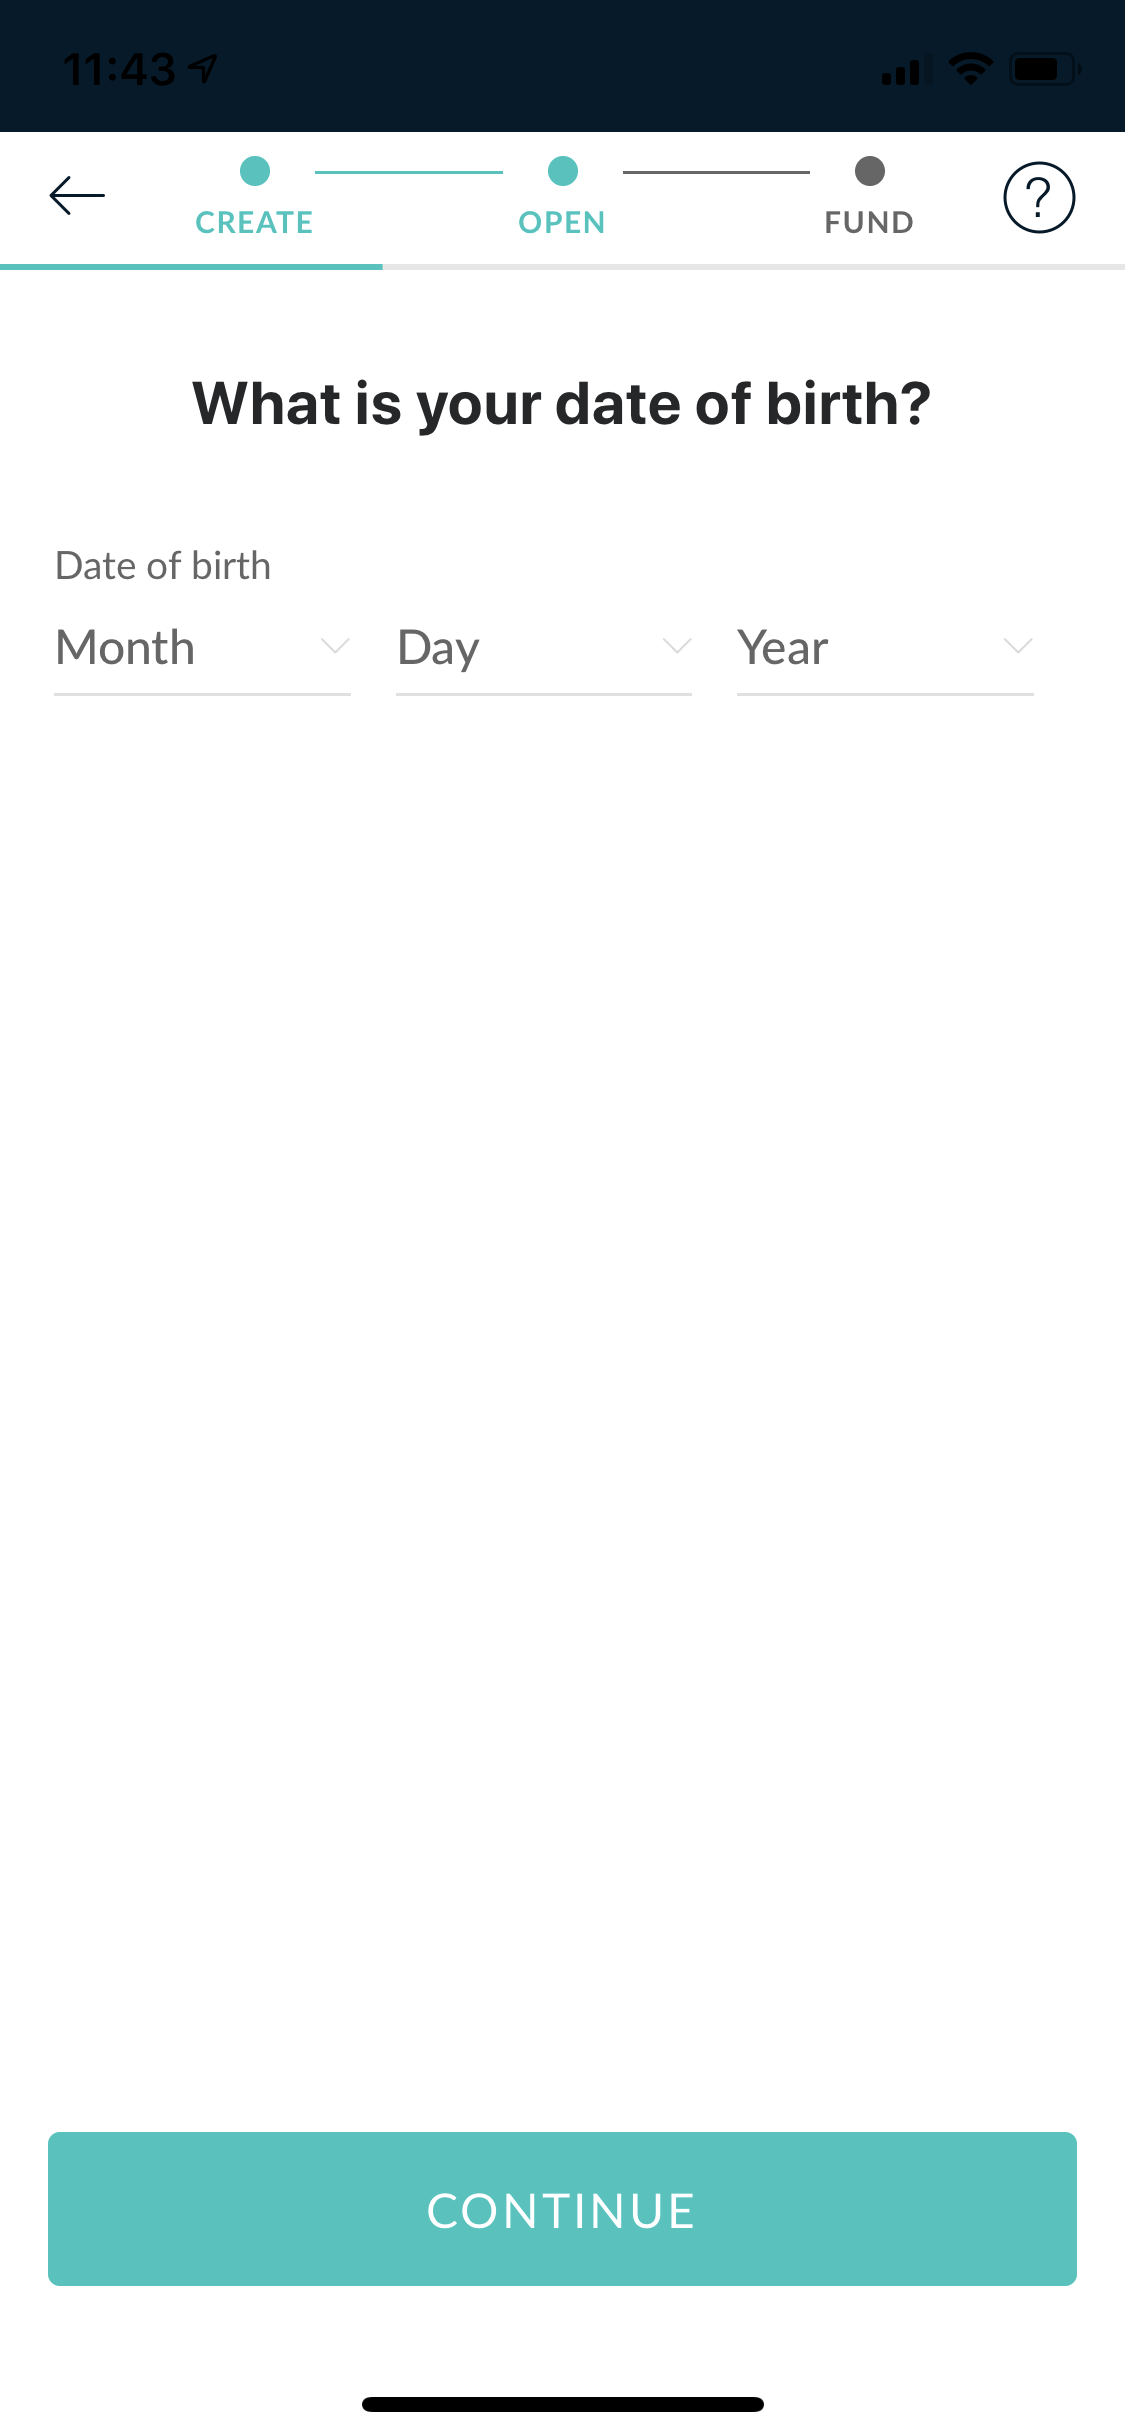 11:43
CREATE OPEN FUND
?
What is your date of birth?
Date of birth
Month Day Year
CONTINUE